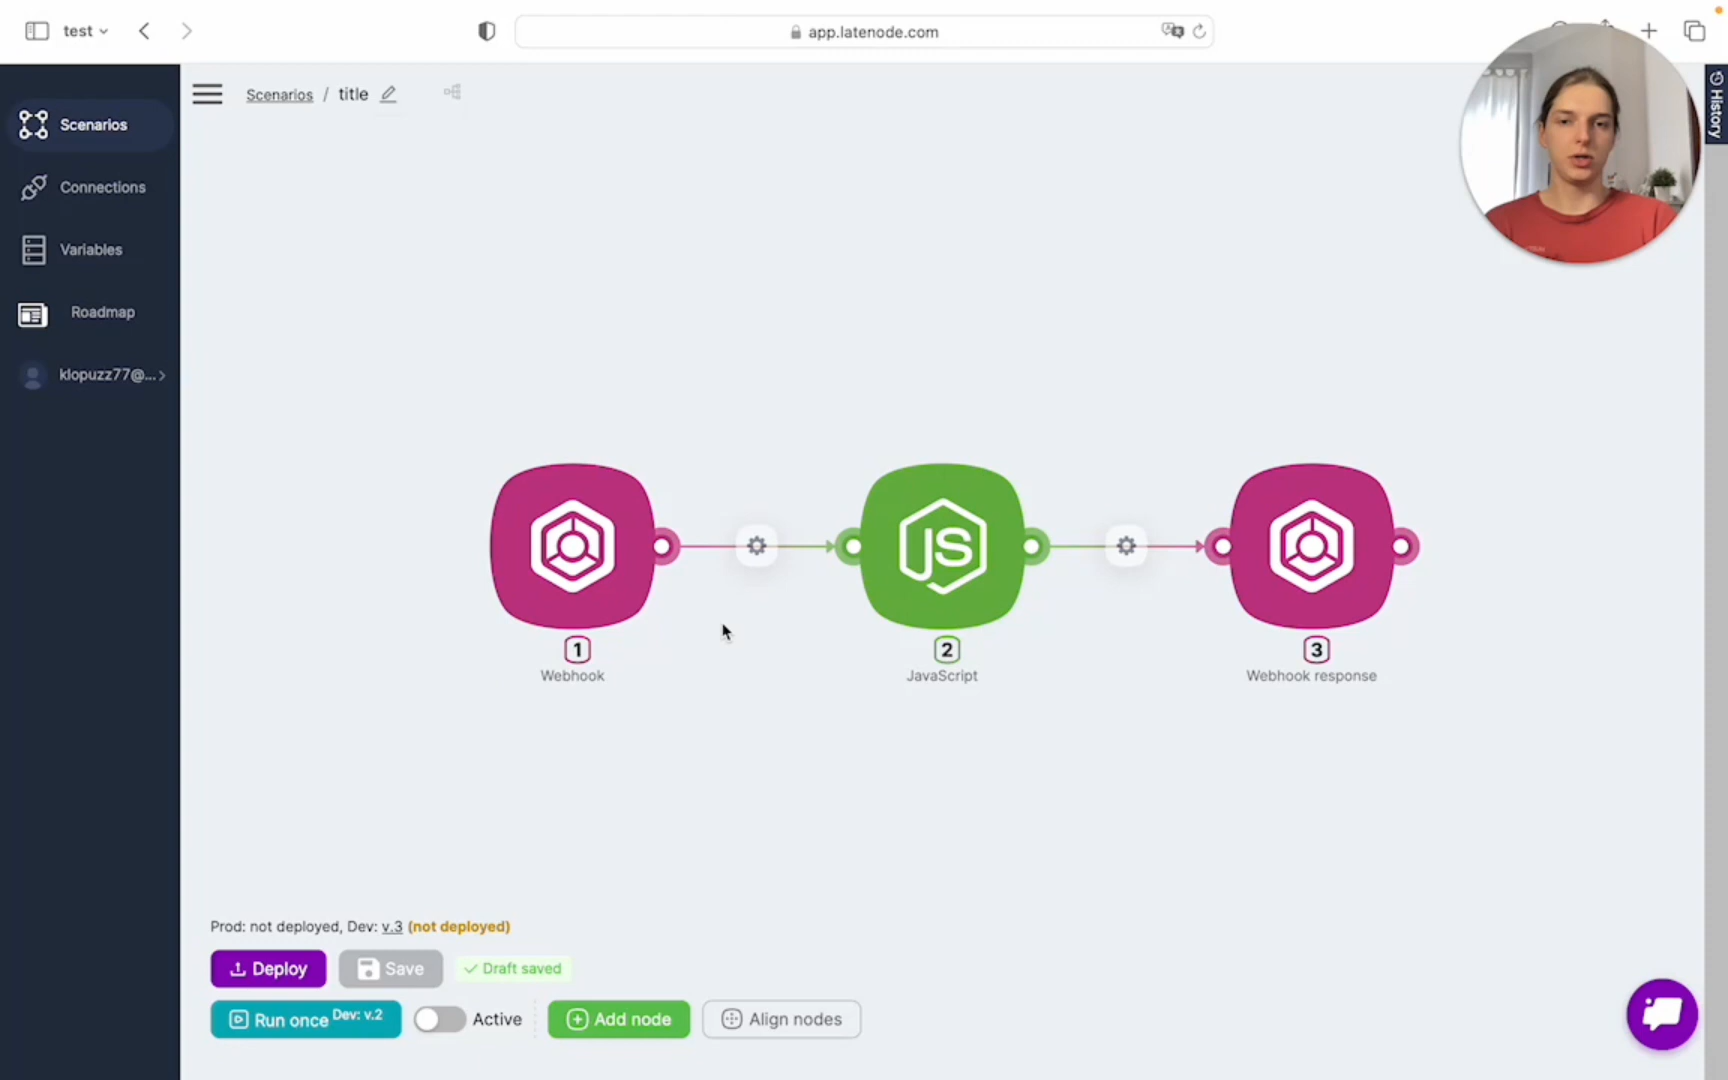 test
app.latenode.com
Scenarios / title
History
Scenarios
Connections
Variables
Roadmap
klopuzz77@...
JS
1
Webhook
2
JavaScript
3
Webhook response
Prod: not deployed, Dev: v.3 (not deployed)
Deploy
Save
Draft saved
Run once Dev: v.2
Active
Add node
Align nodes